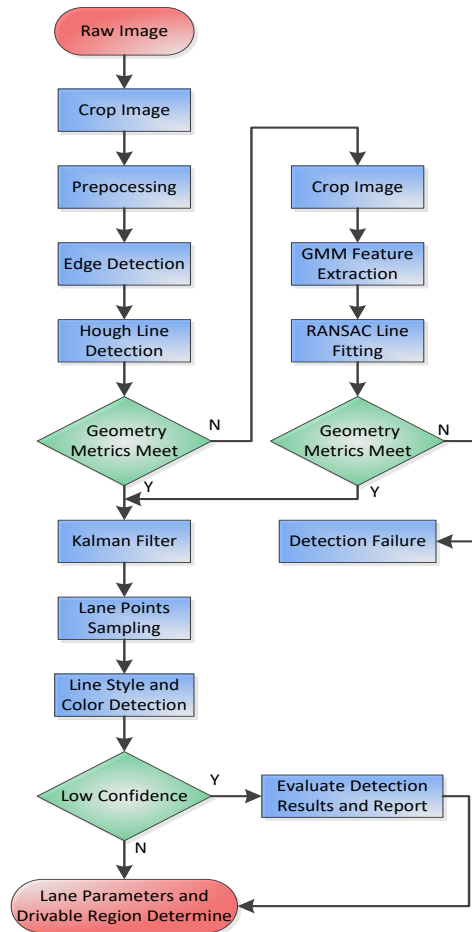 Raw Image
Crop Image
Prepocessing
Edge Detection
Hough Line
Detection
Geometry
Metrics Meet
N
Y
Crop Image
GMM Feature
Extraction
RANSAC Line
Fitting
Geometry
Metrics Meet
N
Y
Detection Failure
Kalman Filter
Lane Points
Sampling
Line Style and
Color Detection
Low Confidence
Y
N
Evaluate Detection
Results and Report
Lane Parameters and
Drivable Region Determine